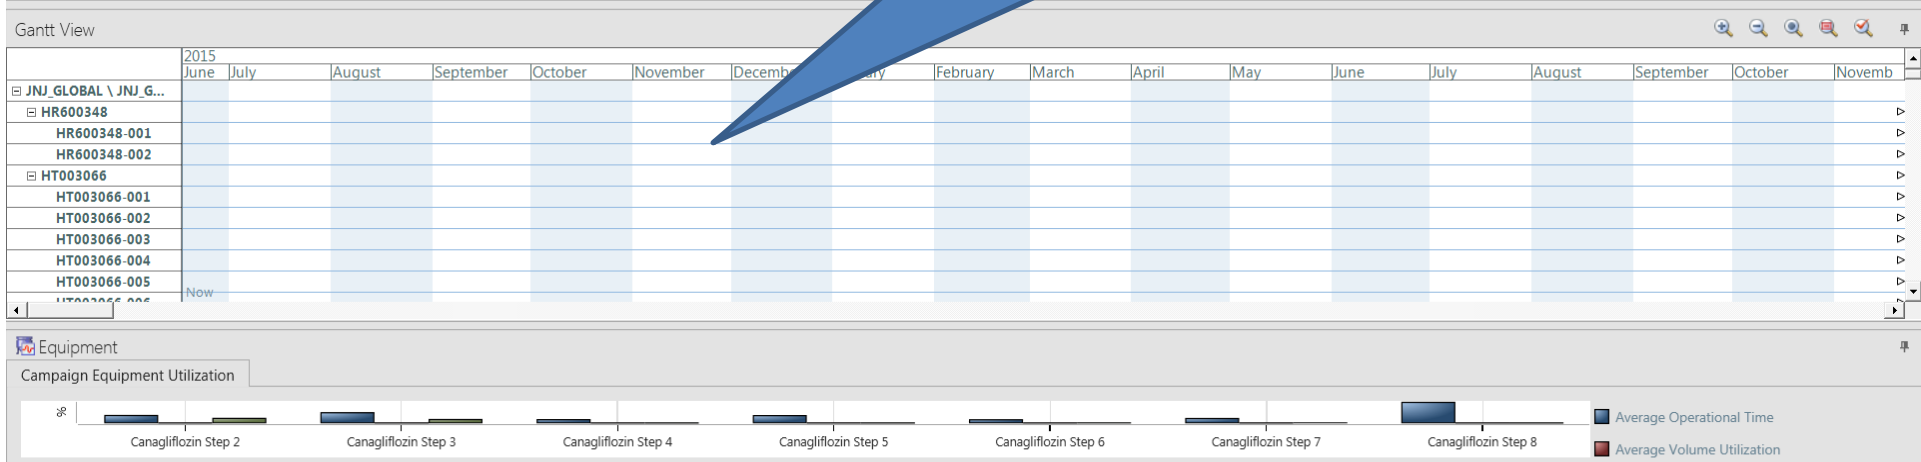 Gantt View
2015
June July August September October November Decemb February March April May June July August September October Novemb
JNJ_GLOBAL \ JNJ_G...
HR600348
HR600348-001
HR600348-002
HT003066
HT003066-001
HT003066-002
HT003066-003
HT003066-004
HT003066-005
Now
Equipment
Campaign Equipment Utilization
%
Canagliflozin Step 2 Canagliflozin Step 3 Canagliflozin Step 4 Canagliflozin Step 5 Canagliflozin Step 6 Canagliflozin Step 7 Canagliflozin Step 8
Average Operational Time
Average Volume Utilization